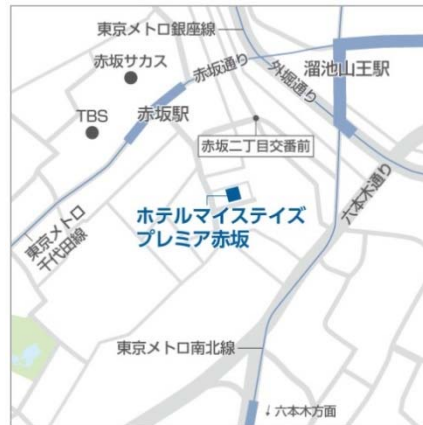 東京メトロ銀座線
赤坂サカス
赤坂通り
外堀通り
溜池山王駅
TBS
赤坂駅
赤坂二丁目交番前
六本木通り
ホテルマイステイズ
プレミア赤坂
東京メトロ
千代田線
東京メトロ南北線
↓六本木方面